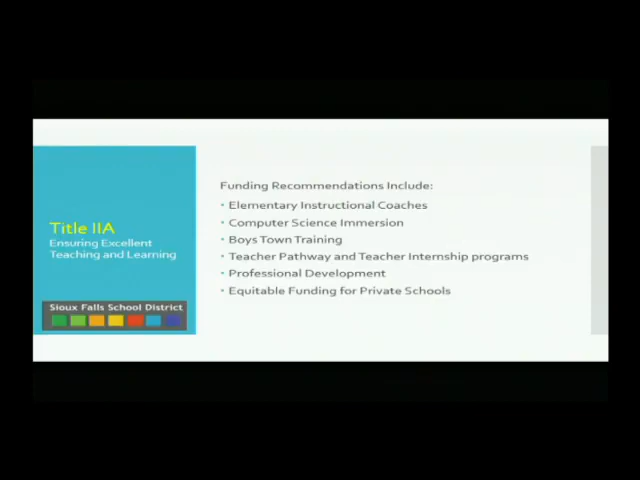 Title IIA
Ensuring Excellent
Teaching and Learning
Sioux Falls School District
Funding Recommendations Include:
• Elementary Instructional Coaches
• Computer Science Immersion
• Boys Town Training
• Teacher Pathway and Teacher Internship programs
• Professional Development
• Equitable Funding for Private Schools